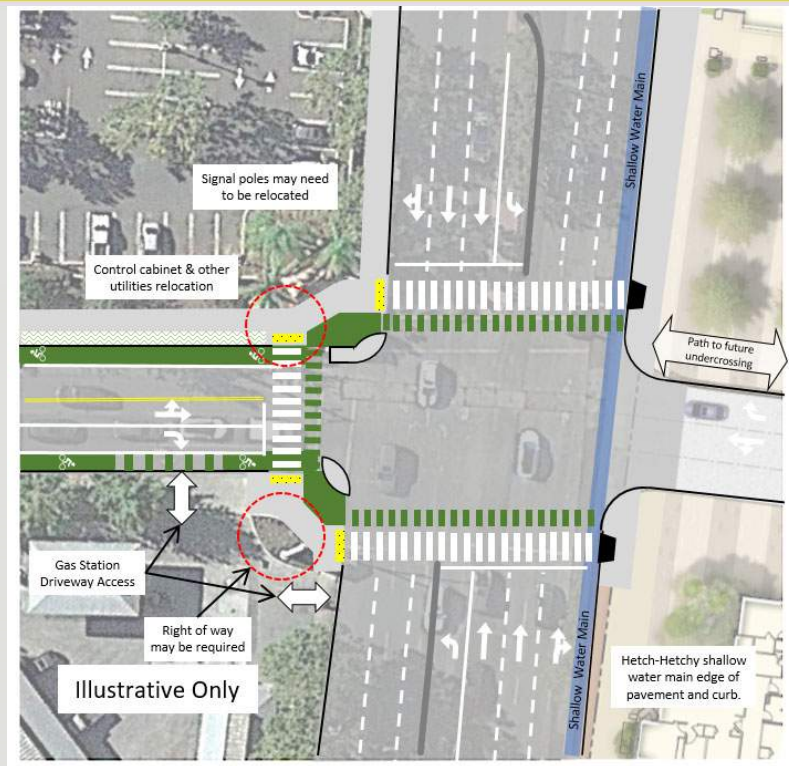 Shallow Water Main
Signal poles may need
to be relocated
Control cabinet & other
utilities relocation
Path to future
undercrossing
Gas Station
Driveway Access
Right of way
may be required
Illustrative Only
Shallow Water Main
Hetch-Hetchy shallow
water main edge of
pavement and curb.